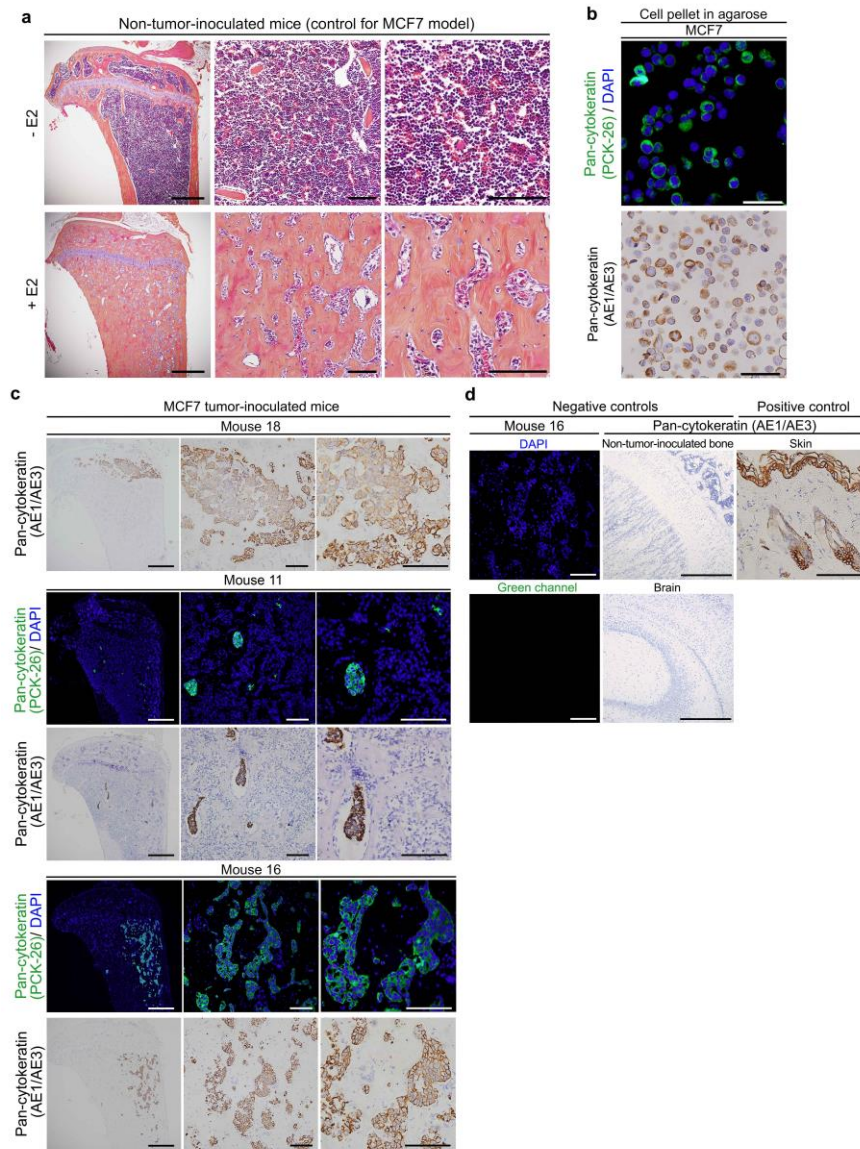 a
Non-tumor-inoculated mice (control for MCF7 model)
- E2
+ E2
b
Cell pellet in agarose
MCF7
Pan-cytokeratin
(PCK-26) / DAPI
Pan-cytokeratin
(AE1/AE3)
c
MCF7 tumor-inoculated mice
Mouse 18
Pan-cytokeratin
(AE1/AE3)
Mouse 11
Pan-cytokeratin
(PCK-26)/ DAPI
Pan-cytokeratin
(AE1/AE3)
Mouse 16
Pan-cytokeratin
(PCK-26)/ DAPI
Pan-cytokeratin
(AE1/AE3)
d
Negative controls
Positive control
Mouse 16
Pan-cytokeratin (AE1/AE3)
DAPI
Non-tumor-inoculated bone
Skin
Green channel
Brain